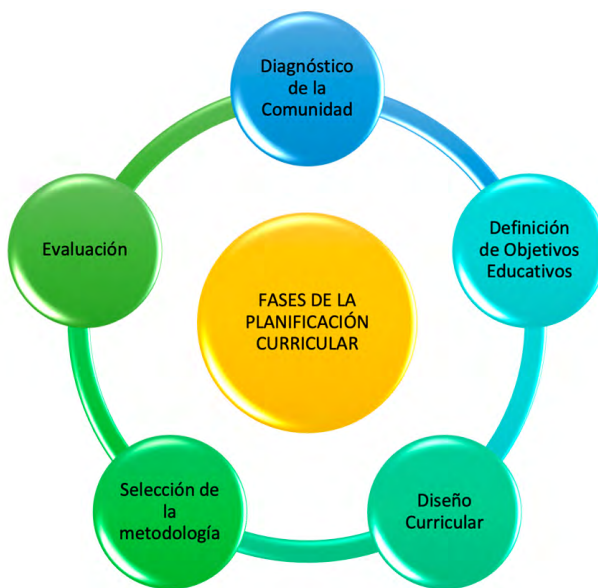 Diagnóstico
de la
Comunidad
Definición
de Objetivos
Educativos
Diseño
Curricular
Selección de
la
metodología
Evaluación
FASES DE LA
PLANIFICACIÓN
CURRICULAR